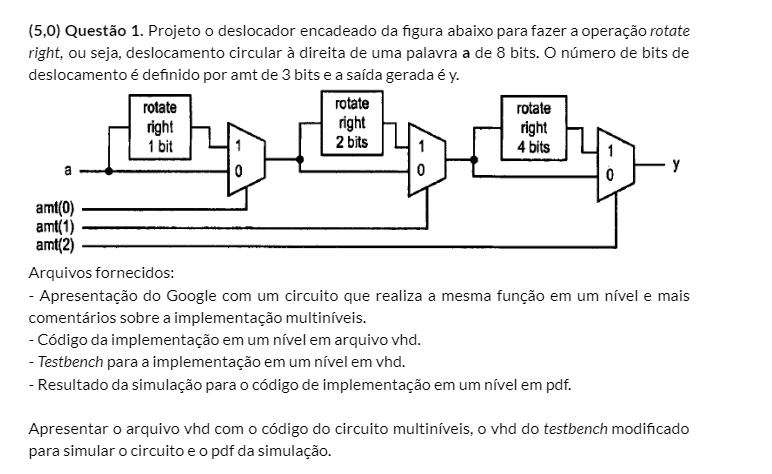 (5,0) Questão 1. Projeto o deslocador encadeado da figura abaixo para fazer a operação rotate
right, ou seja, deslocamento circular à direita de uma palavra a de 8 bits. O número de bits de
deslocamento é definido por amt de 3 bits e a saída gerada é y.
rotate
right
1 bit
rotate
right
2 bits
rotate
right
4 bits
1
0
1
0
1
0
a
y
amt(0)
amt(1)
amt(2)
Arquivos fornecidos:
- Apresentação do Google com um circuito que realiza a mesma função em um nível e mais
comentários sobre a implementação multiníveis.
- Código da implementação em um nível em arquivo vhd.
- Testbench para a implementação em um nível em vhd.
- Resultado da simulação para o código de implementação em um nível em pdf.
Apresentar o arquivo vhd com o código do circuito multiníveis, o vhd do testbench modificado
para simular o circuito e o pdf da simulação.